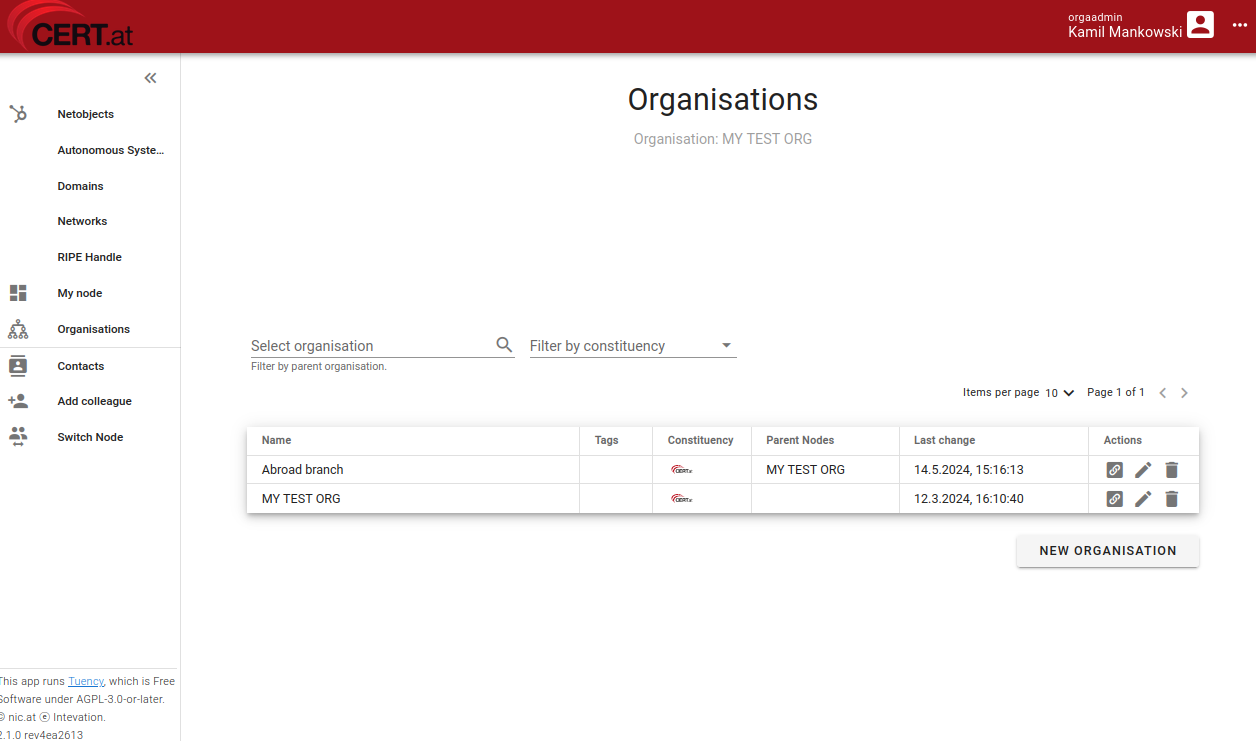 CERT.at
orgaadmin
Kamil Mankowski
Netobjects
Autonomous Syste...
Domains
Networks
RIPE Handle
My node
Organisations
Contacts
Add colleague
Switch Node
Organisations
Organisation: MY TEST ORG
Select organisation
Filter by constituency
Filter by parent organisation.
Items per page 10 Page 1 of 1
Name Tags Constituency Parent Nodes Last change Actions
Abroad branch CERT.at MY TEST ORG 14.5.2024, 15:16:13
MY TEST ORG CERT.at 12.3.2024, 16:10:40
NEW ORGANISATION
This app runs Tuency, which is Free
Software under AGPL-3.0-or-later.
© nic.at ⓔ Intevation.
2.1.0 rev4ea2613